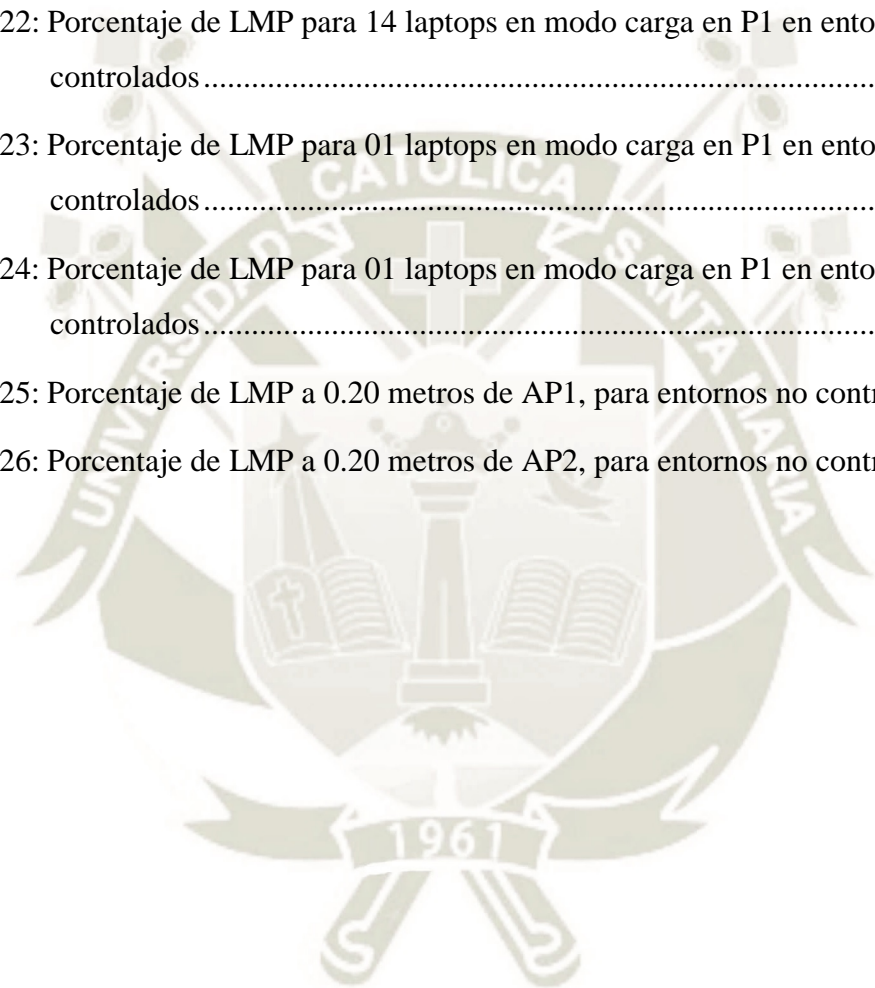 22: Porcentaje de LMP para 14 laptops en modo carga en P1 en ento
controlados.......................................................................................
23: Porcentaje de LMP para 01 laptops en modo carga en P1 en ento
controlados.......................................................................................
24: Porcentaje de LMP para 01 laptops en modo carga en P1 en ento
controlados.......................................................................................
25: Porcentaje de LMP a 0.20 metros de AP1, para entornos no contr
26: Porcentaje de LMP a 0.20 metros de AP2, para entornos no contr
UNIVERSIDAD CATOLICA SANTA MARIA
1961